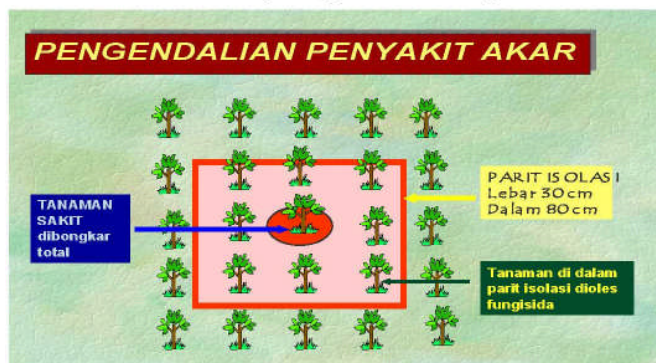 PENGENDALIAN PENYAKIT AKAR
TANAMAN
SAKIT
dibongkar
total
PARIT ISOLASI
Lebar 30cm
Dalam 80cm
Tanaman di dalam
parit isolasi dioles
fungisida